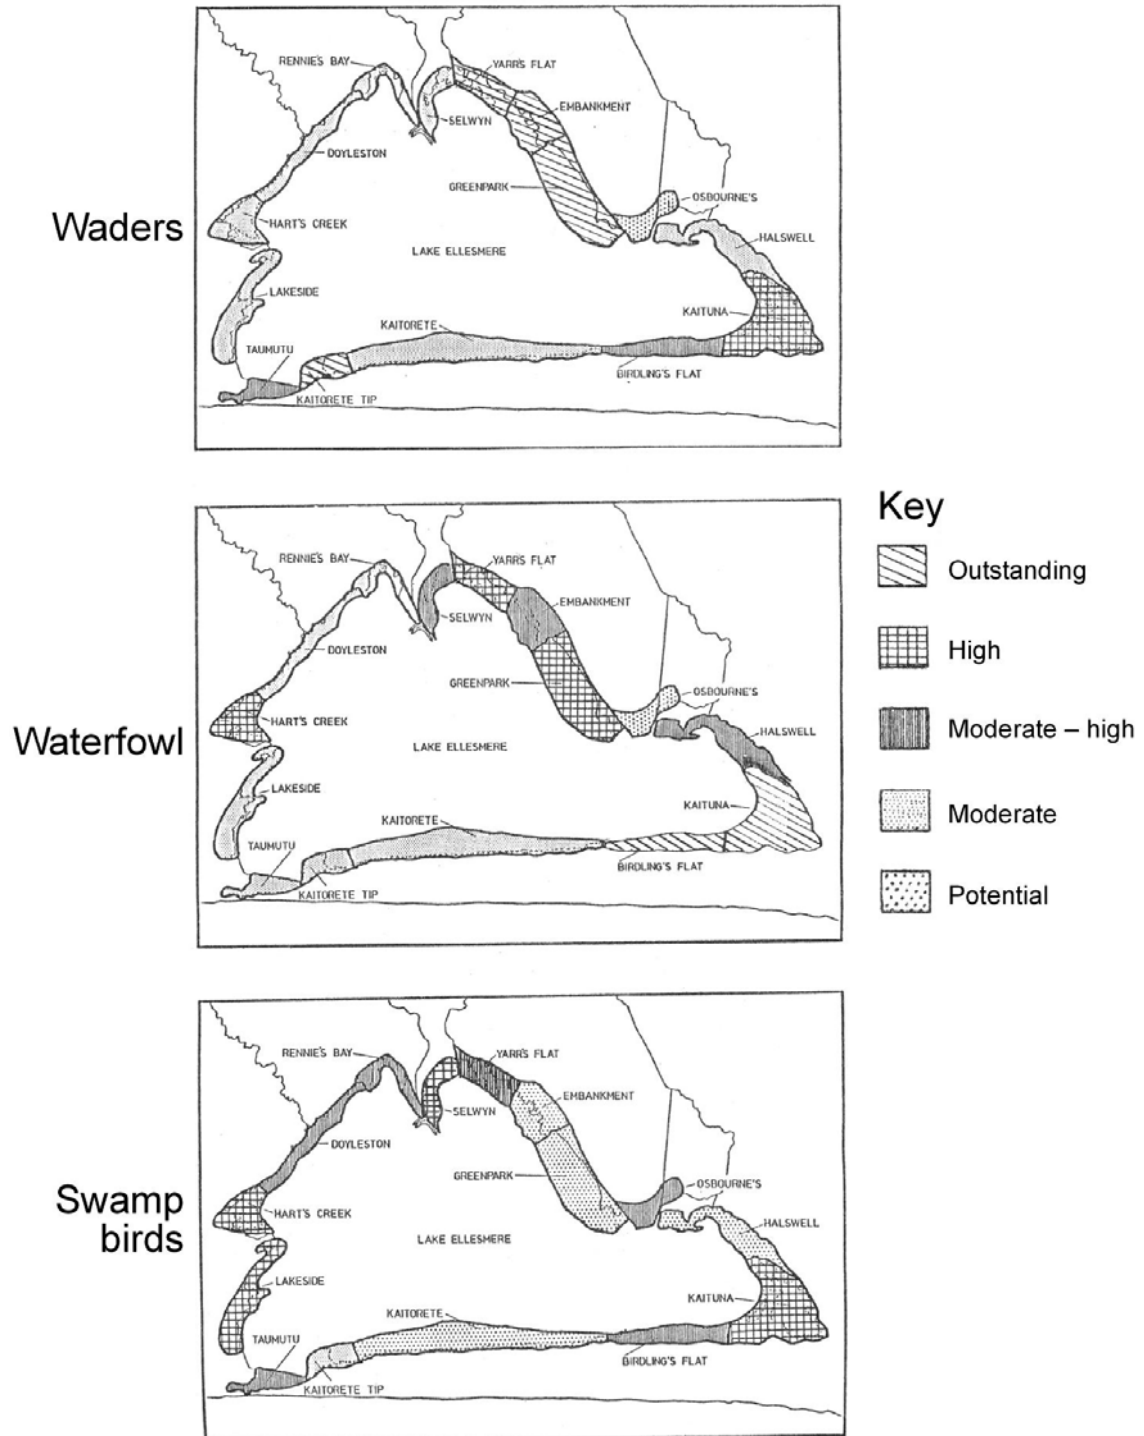 Waders
RENNIE'S BAY
YARR'S FLAT
EMBANKMENT
SELWYN
DOYLESTON
GREENPARK
OSBOURNE'S
HART'S CREEK
HALSWELL
LAKE ELLESMERE
LAKESIDE
KAITUNA
KAITORETE
TAUMUTU
BIRDLING'S FLAT
KAITORETE TIP
Waterfowl
RENNIE'S BAY
YARR'S FLAT
EMBANKMENT
SELWYN
DOYLESTON
GREENPARK
OSBOURNE'S
HART'S CREEK
HALSWELL
LAKE ELLESMERE
LAKESIDE
KAITUNA
KAITORETE
TAUMUTU
BIRDLING'S FLAT
KAITORETE TIP
Key
Outstanding
High
Moderate – high
Moderate
Potential
Swamp
birds
RENNIE'S BAY
YARR'S FLAT
EMBANKMENT
SELWYN
DOYLESTON
GREENPARK
OSBOURNE'S
HART'S CREEK
HALSWELL
LAKE ELLESMERE
LAKESIDE
KAITUNA
KAITORETE
TAUMUTU
BIRDLING'S FLAT
KAITORETE TIP